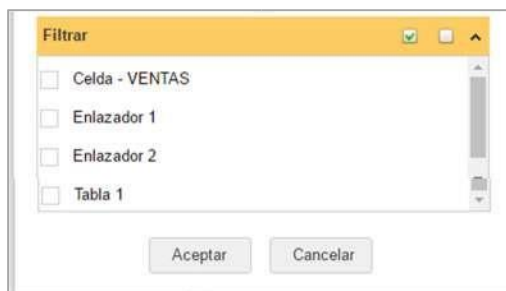 Filtrar
Celda - VENTAS
Enlazador 1
Enlazador 2
Tabla 1
Aceptar Cancelar